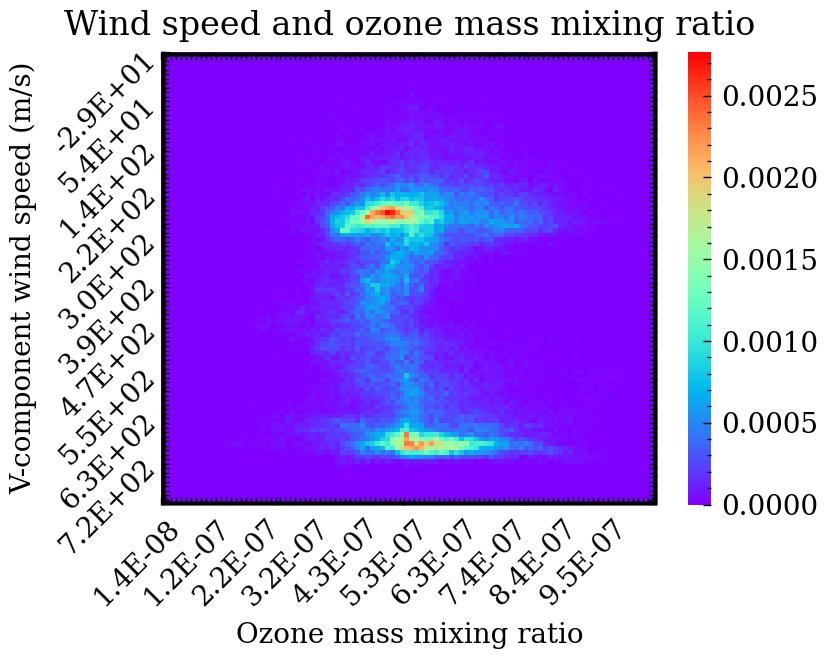 Wind speed and ozone mass mixing ratio
V-component wind speed (m/s)
-2.9E+01
5.4E+01
1.4E+02
2.2E+02
3.0E+02
3.9E+02
4.7E+02
5.5E+02
6.3E+02
7.2E+02
1.4E-08
1.2E-07
2.2E-07
3.2E-07
4.3E-07
5.3E-07
6.3E-07
7.4E-07
8.4E-07
9.5E-07
Ozone mass mixing ratio
0.0025
0.0020
0.0015
0.0010
0.0005
0.0000